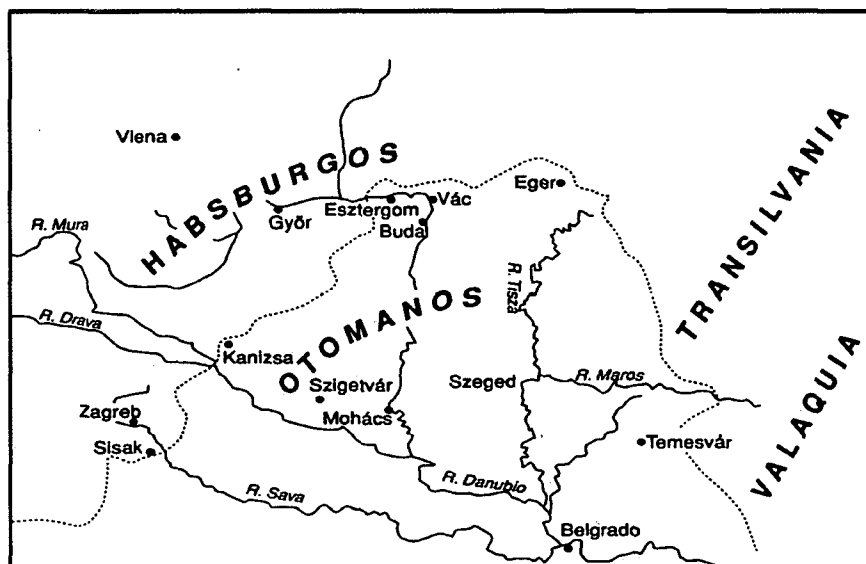 Viena
HABSBURGOS
Eger
TRANSILVANIA
Esztergom
Vác
Győr
Buda
R. Mura
R. Tisza
OTOMANOS
R. Drava
Kanizsa
Szigetvár
Szeged
R. Maros
VALAQUIA
Zagreb
Mohács
Sisak
Temesvár
R. Danubio
R. Sava
Belgrado